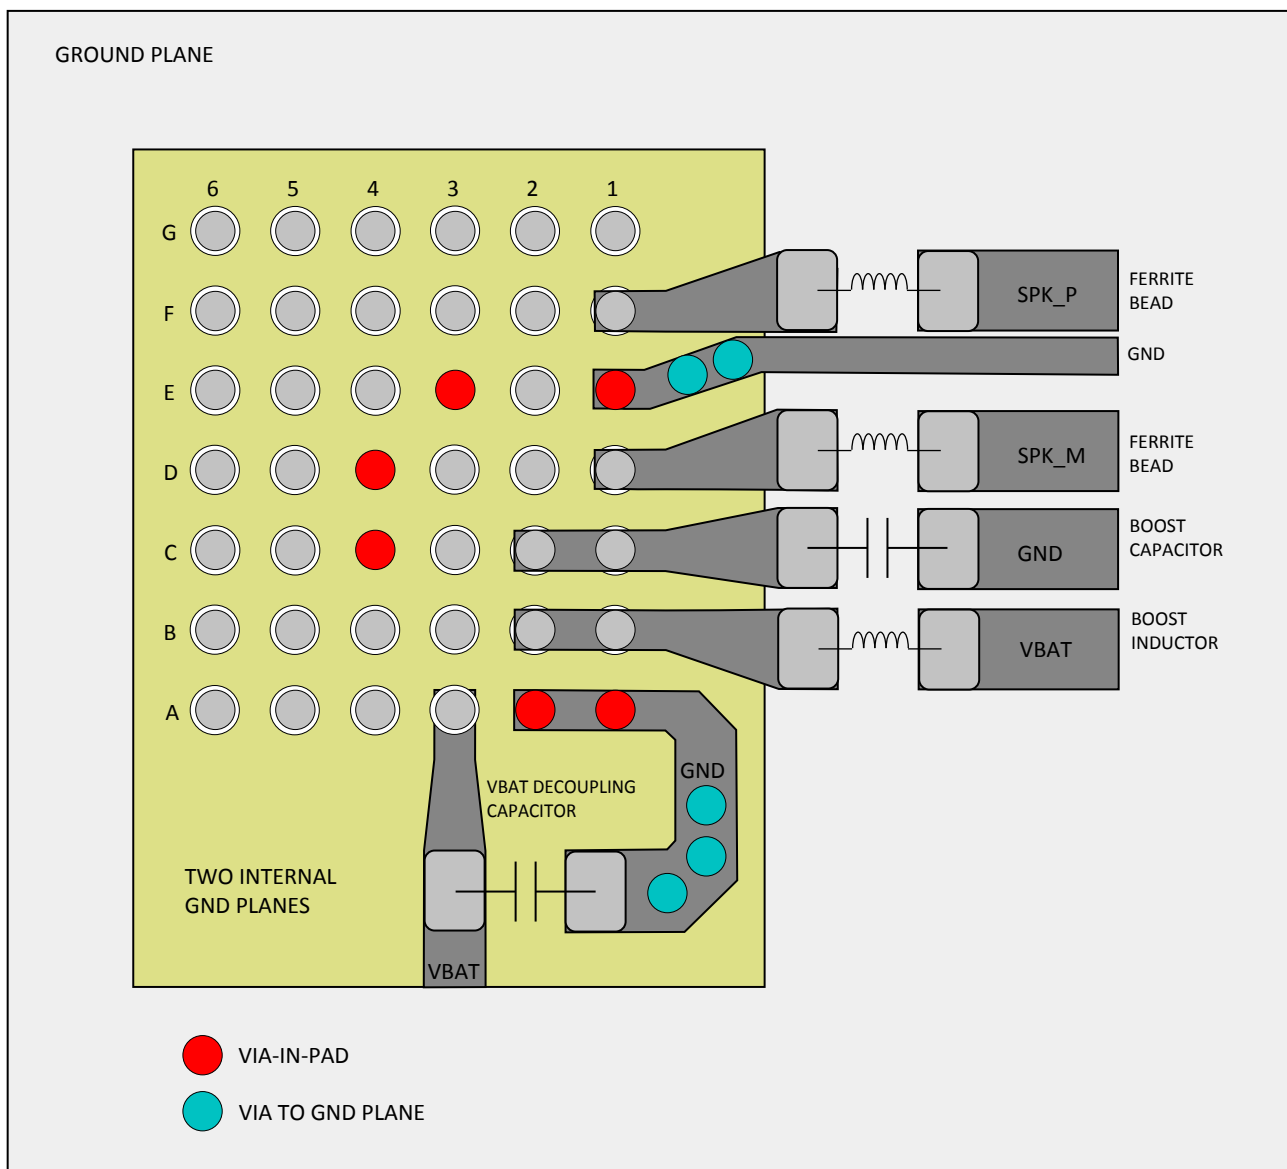 GROUND PLANE
6 5 4 3 2 1
G
F
E
D
C
B
A
SPK_P
FERRITE
BEAD
GND
SPK_M
FERRITE
BEAD
GND
BOOST
CAPACITOR
VBAT
BOOST
INDUCTOR
GND
VBAT DECOUPLING
CAPACITOR
TWO INTERNAL
GND PLANES
VBAT
VIA-IN-PAD
VIA TO GND PLANE